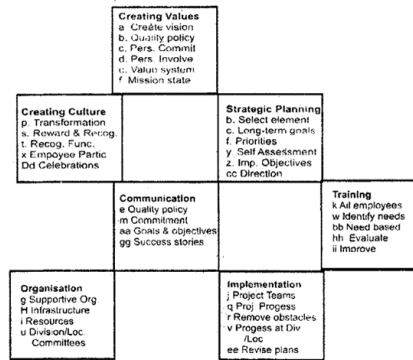 Creating Values
a Create vision
b. Quality policy
c. Pers. Commit
d. Pers. Involve
c. Value system
f. Mission state
Creating Culture
p. Transformation
s. Reward & Recog.
t. Recog. Func.
x Empoyee Partic
Dd Celebrations
Strategic Planning
b. Select element
c. Long-term goals
f. Priorities
y. Self Assessment
z. Imp. Objectives
cc Direction
Communication
e Quality policy
m Commitment
aa Goals & objectives
gg Success stories
Training
k All employees
w Identify needs
bb Need based
hh Evaluate
ii Improve
Organisation
g Supportive Org.
H Infrastructure
i Resources
u Division/Loc.
Committees
Implementation
j Project Teams
q Proj. Progess
r Remove obstacles
v Progess at Div
/Loc
ee Revise plans